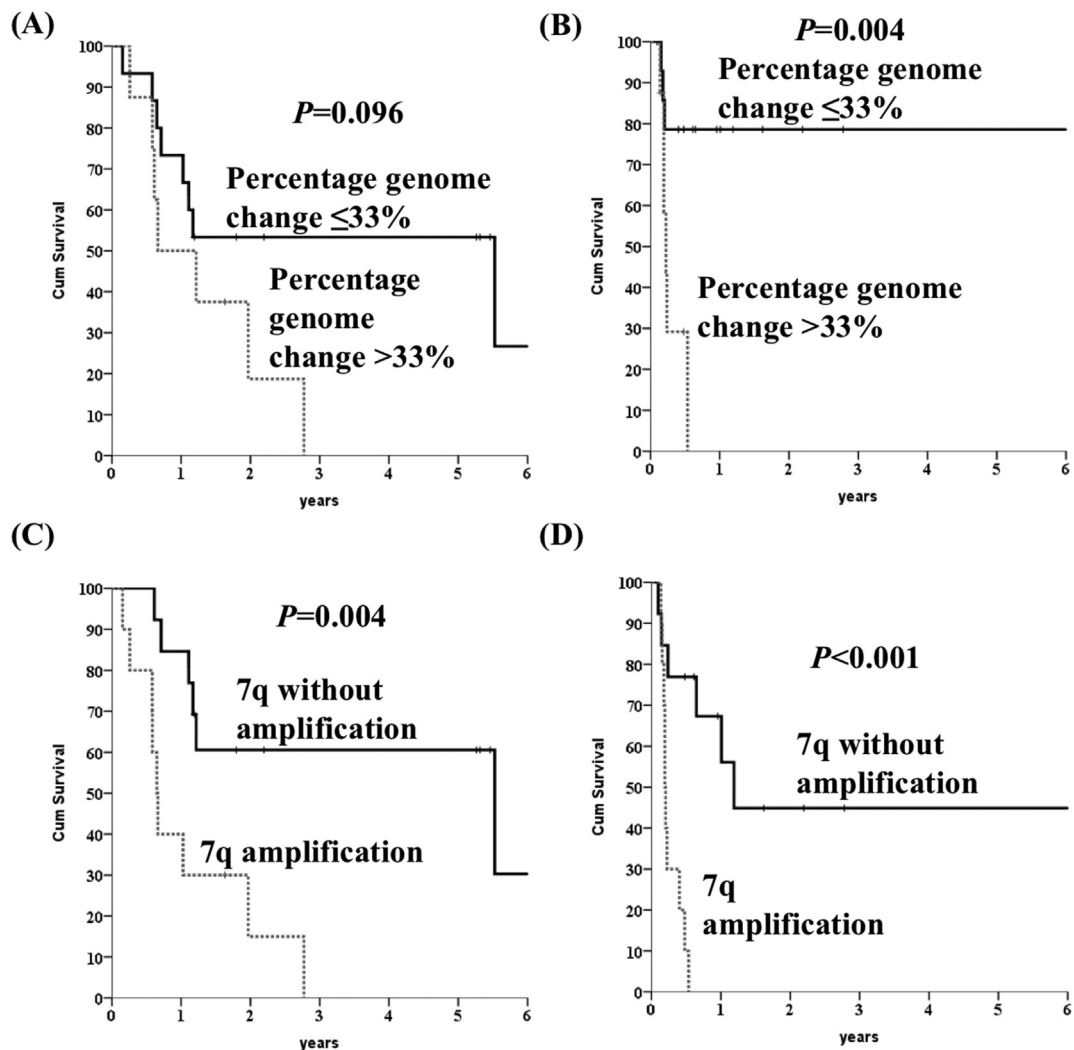 (A)
P=0.096
Percentage genome
change ≤33%
Percentage
genome
change >33%
Cum Survival
100
90
80
70
60
50
40
30
20
10
0
0 1 2 3 4 5 6
years
(B)
P=0.004
Percentage genome
change ≤33%
Percentage genome
change >33%
Cum Survival
100
90
80
70
60
50
40
30
20
10
0
0 1 2 3 4 5 6
years
(C)
P=0.004
7q without
amplification
7q amplification
Cum Survival
100
90
80
70
60
50
40
30
20
10
0
0 1 2 3 4 5 6
years
(D)
P<0.001
7q without
amplification
7q
amplification
Cum Survival
100
90
80
70
60
50
40
30
20
10
0
0 1 2 3 4 5 6
years